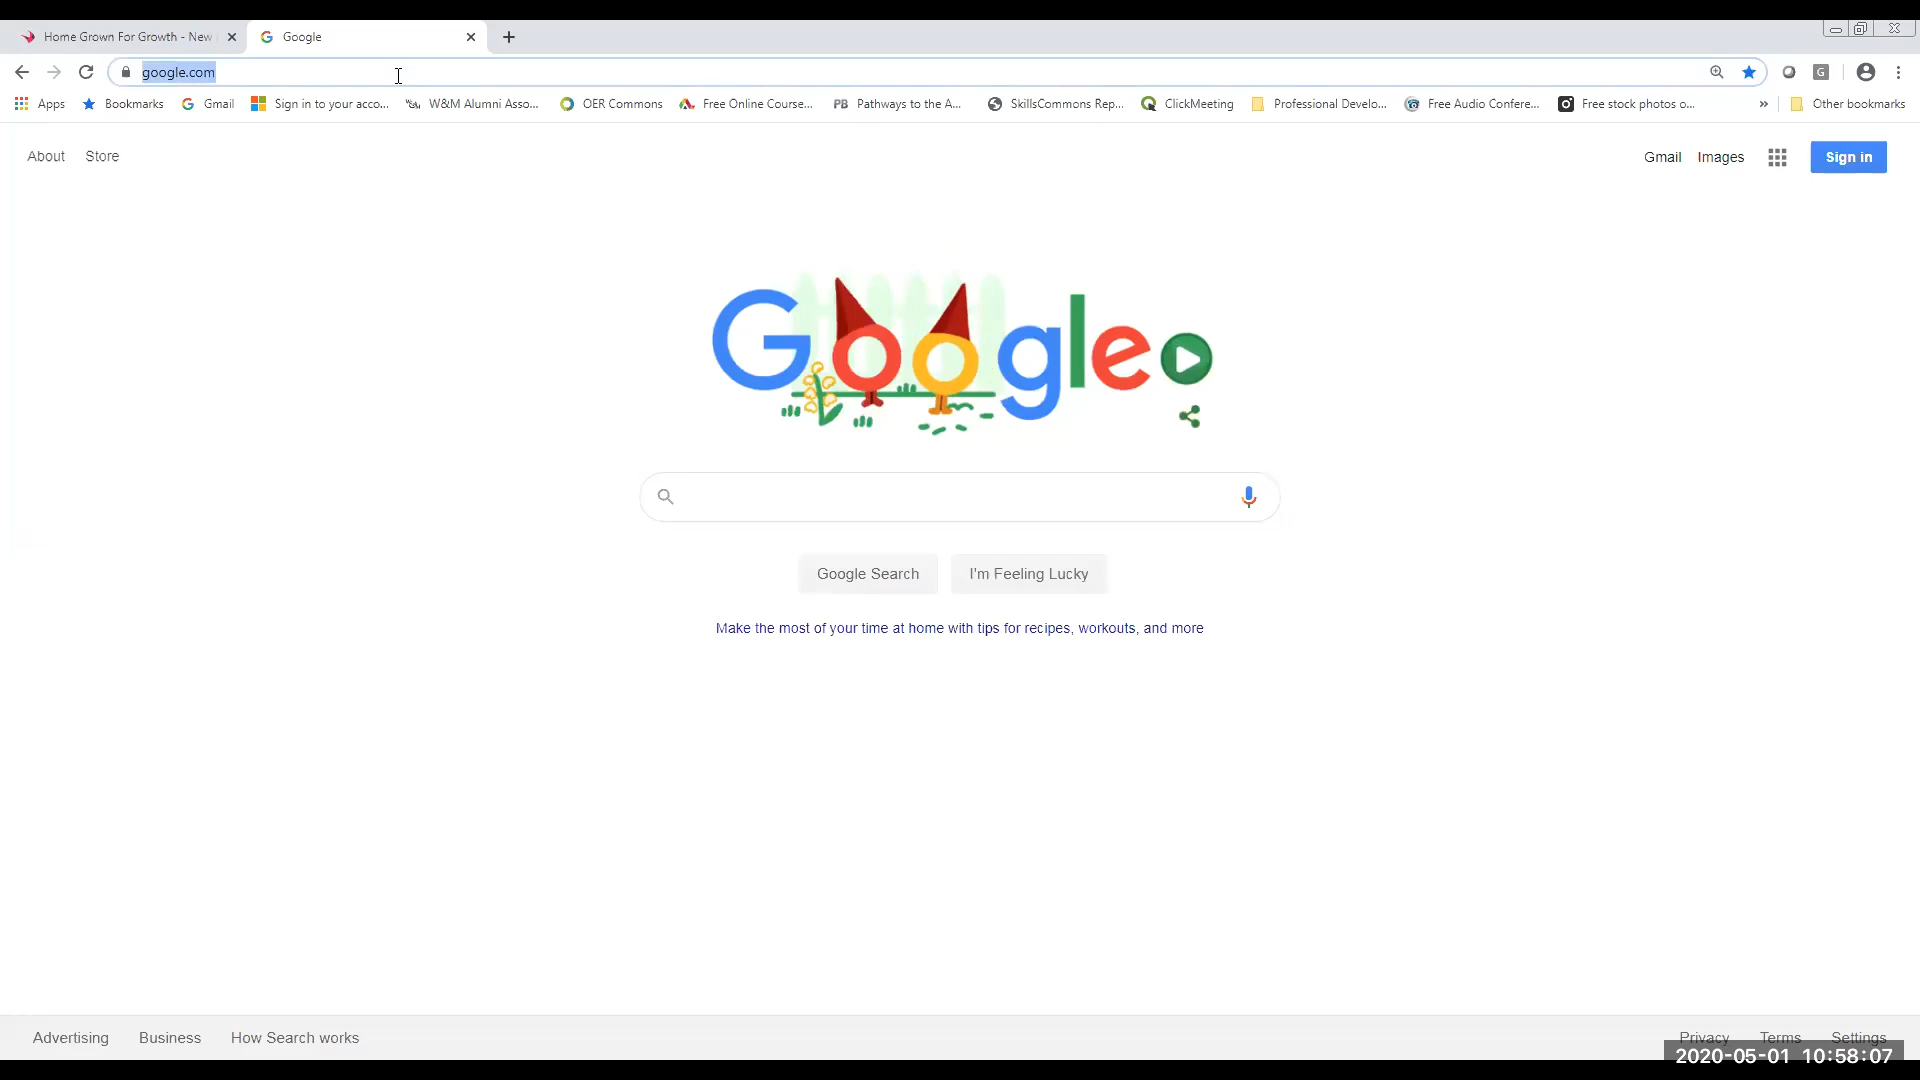 Home Grown For Growth - New
Google
google.com
Apps Bookmarks Gmail Sign in to your acco... W&M Alumni Asso... OER Commons Free Online Course... PB Pathways to the A... SkillsCommons Rep... ClickMeeting Professional Develo... Free Audio Confere... Free stock photos o... » Other bookmarks
About Store
Gmail Images Sign in
Google
Google Search I'm Feeling Lucky
Make the most of your time at home with tips for recipes, workouts, and more
Advertising Business How Search works
Privacy Terms Settings
2020-05-01 10:58:07